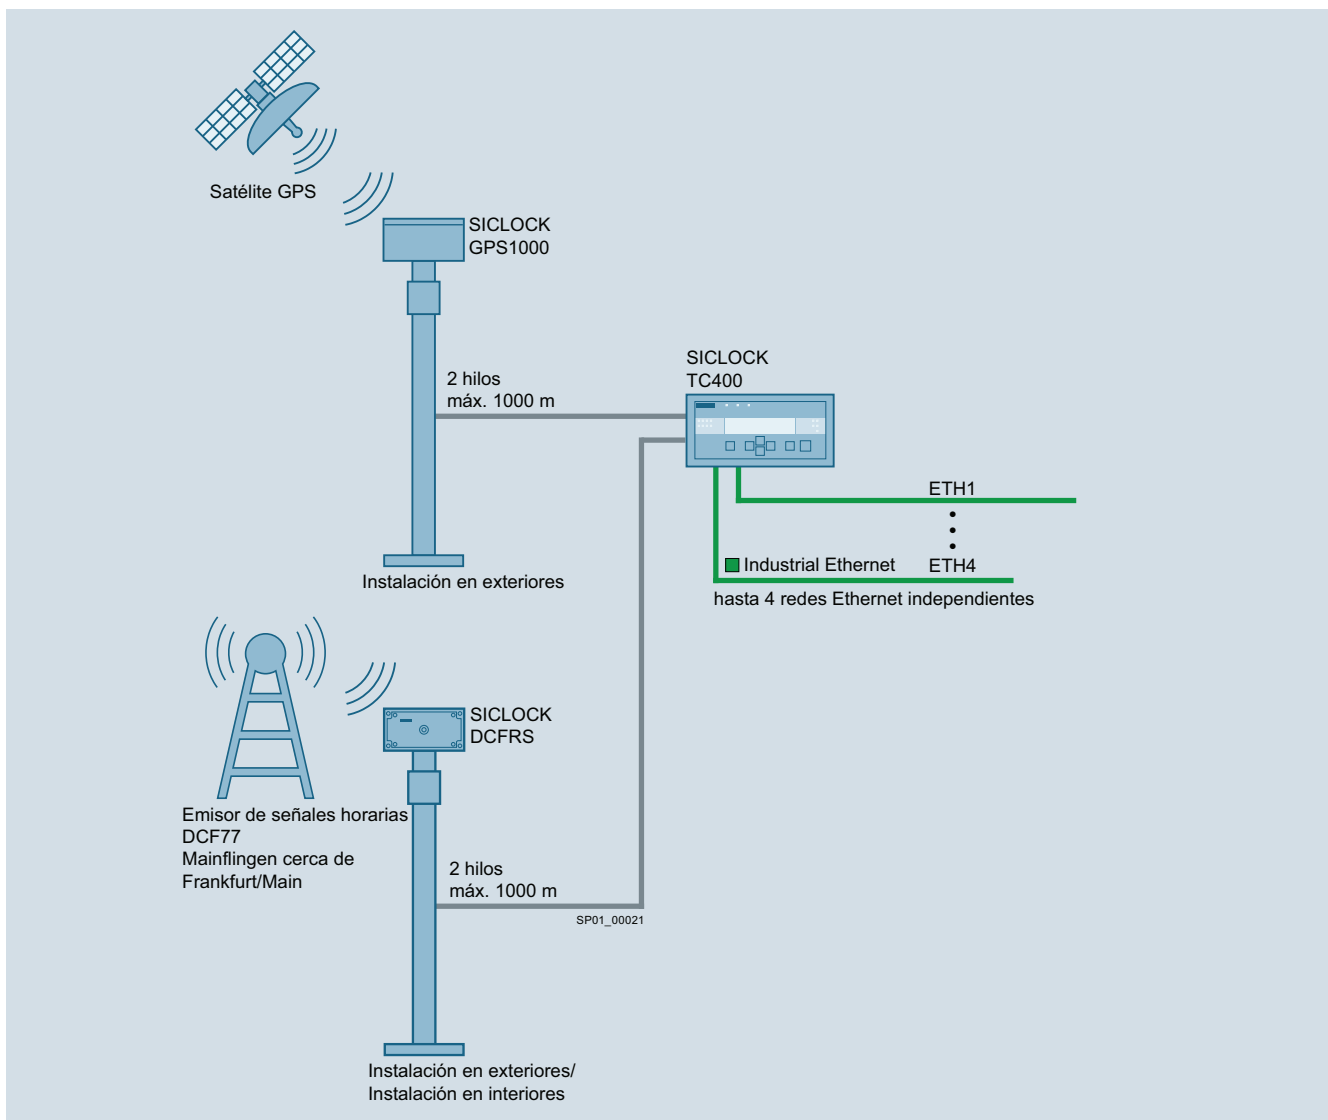 Satélite GPS
SICLOCK
GPS1000
2 hilos
máx. 1000 m
Instalación en exteriores
SICLOCK
TC400
ETH1
Industrial Ethernet
ETH4
hasta 4 redes Ethernet independientes
SICLOCK
DCFRS
Emisor de señales horarias
DCF77
Mainflingen cerca de
Frankfurt/Main
2 hilos
máx. 1000 m
SP01_00021
Instalación en exteriores/
Instalación en interiores